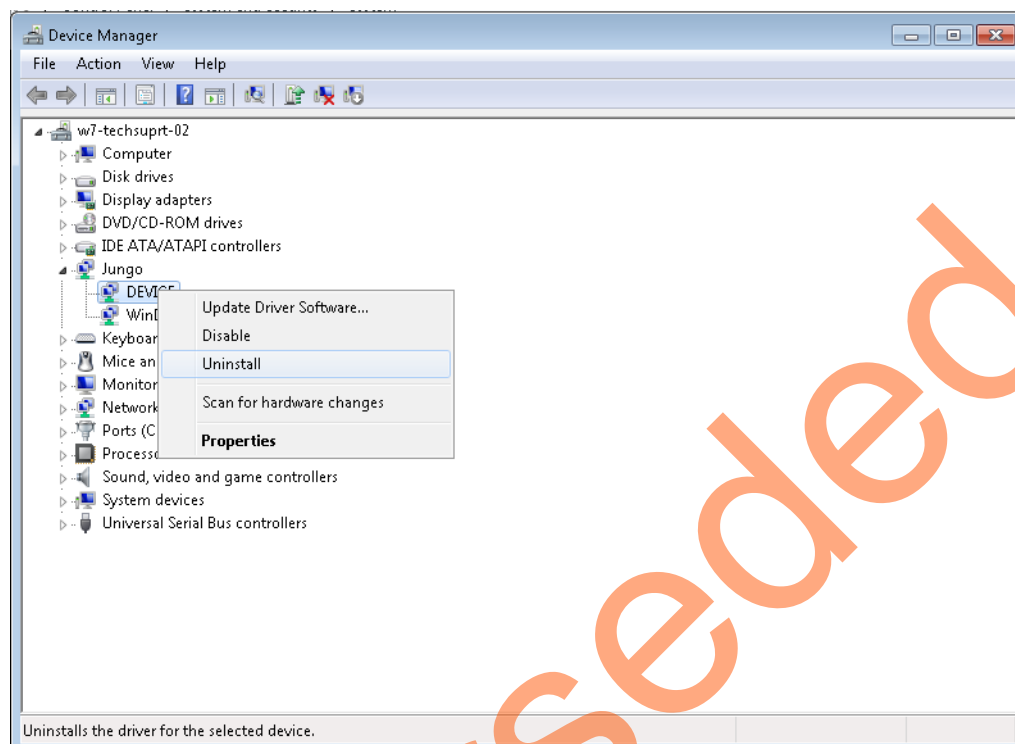 Device Manager
File Action View Help
w7-techsuprt-02
Computer
Disk drives
Display adapters
DVD/CD-ROM drives
IDE ATA/ATAPI controllers
Jungo
DEVICE
Update Driver Software...
Disable
Uninstall
Scan for hardware changes
Properties
Sound, video and game controllers
System devices
Universal Serial Bus controllers
Uninstalls the driver for the selected device.
seded